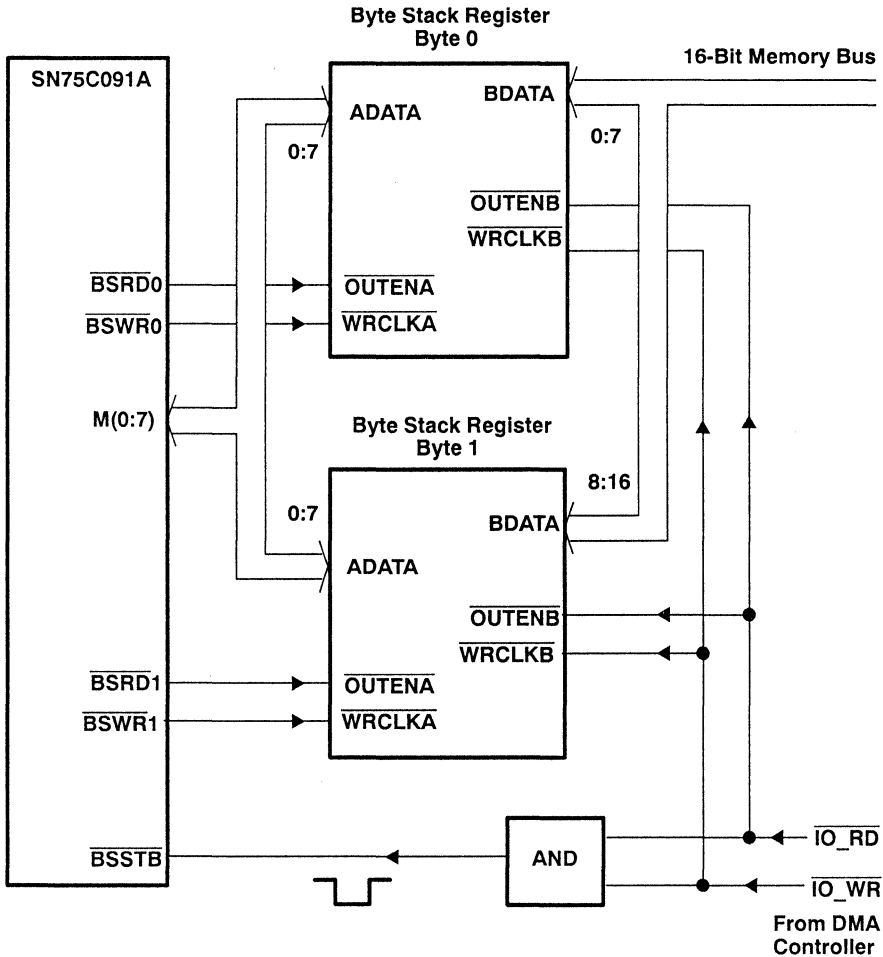 Byte Stack Register
Byte 0
16-Bit Memory Bus
SN75C091A
ADATA
BDATA
0:7
0:7
OUTENB
WRCLKB
BSRD0
OUTENA
BSWR0
WRCLKA
M(0:7)
Byte Stack Register
Byte 1
8:16
0:7
BDATA
ADATA
OUTENB
WRCLKB
BSRD1
OUTENA
BSWR1
WRCLKA
BSSTB
AND
IO_RD
IO_WR
From DMA
Controller